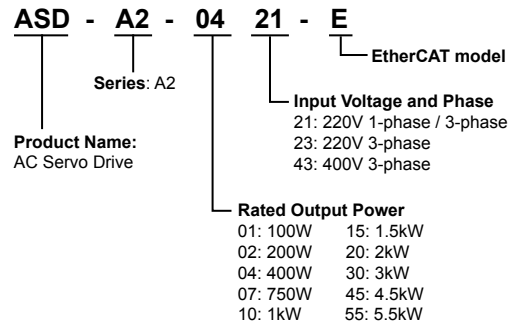 ASD - A2 - 04 21 - E
EtherCAT model
Series: A2
Input Voltage and Phase
21: 220V 1-phase / 3-phase
23: 220V 3-phase
43: 400V 3-phase
Product Name:
AC Servo Drive
Rated Output Power
01: 100W 15: 1.5kW
02: 200W 20: 2kW
04: 400W 30: 3kW
07: 750W 45: 4.5kW
10: 1kW 55: 5.5kW